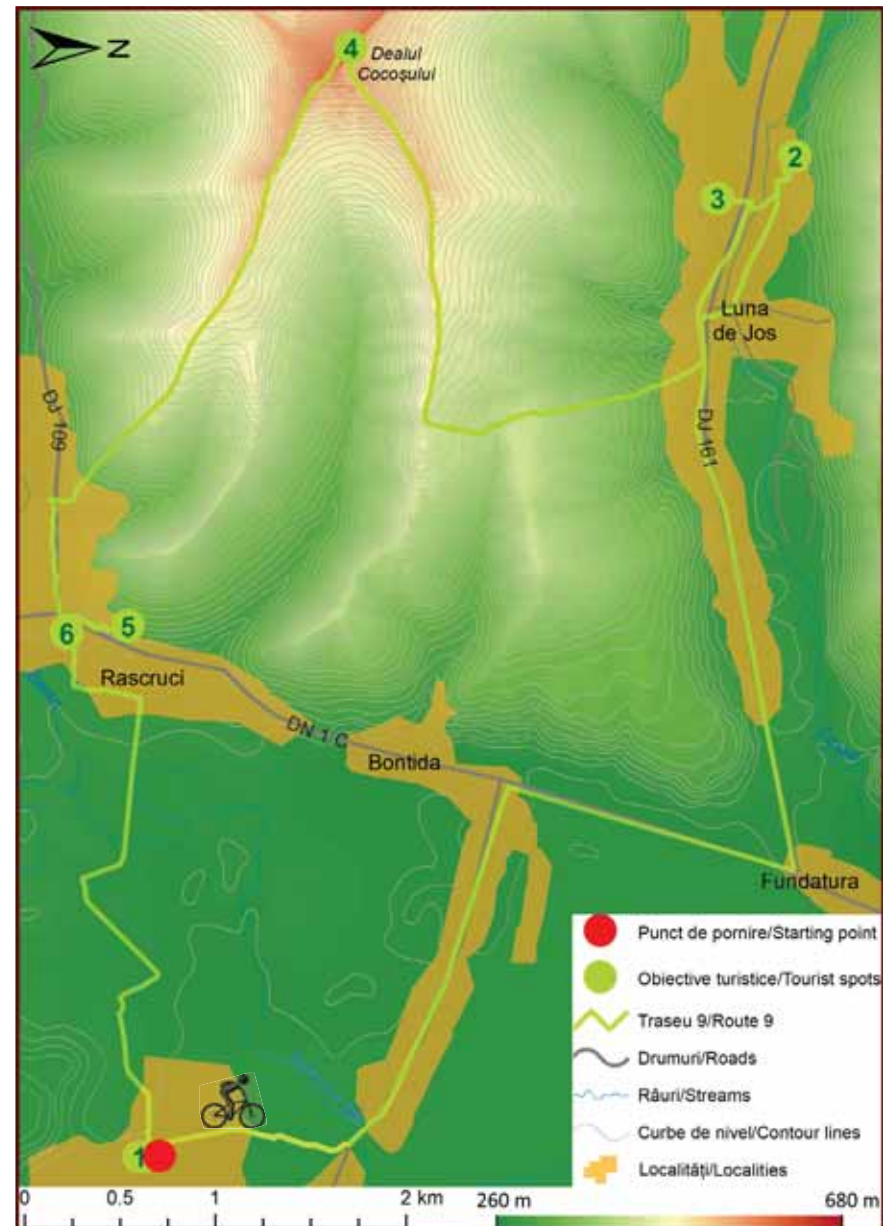 N
4
Dealul
Cocoșului
2
3
Luna
de Jos
DJ 109
DJ 161
6
5
Rascruci
DN 1 C
Bontida
Fundatura
1
Punct de pornire/Starting point
Obiective turistice/Tourist spots
Traseu 9/Route 9
Drumuri/Roads
Râuri/Streams
Curbe de nivel/Contour lines
Localități/Localities
0 0.5 1 2 km
260 m 680 m